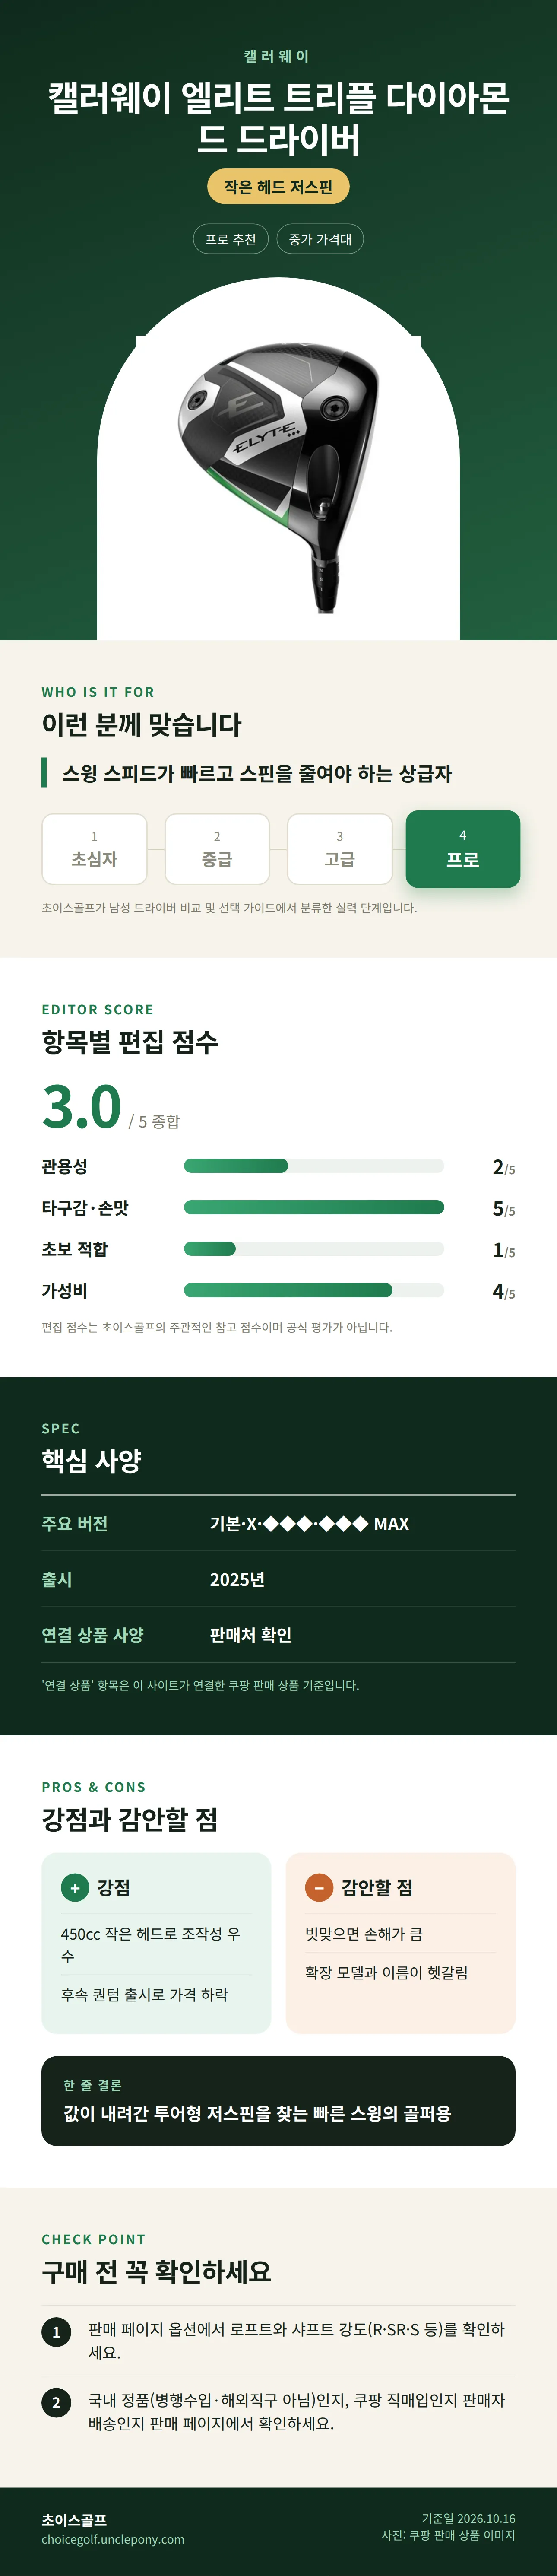 캘러웨이
캘러웨이 엘리트 트리플 다이아몬
드 드라이버
작은 헤드 저스핀
프로 추천
중가 가격대
E
ELYTE
WHO IS IT FOR
이런 분께 맞습니다
스윙 스피드가 빠르고 스핀을 줄여야 하는 상급자
1
초심자
2
중급
3
고급
4
프로
초이스골프가 남성 드라이버 비교 및 선택 가이드에서 분류한 실력 단계입니다.
EDITOR SCORE
항목별 편집 점수
3.0 / 5 종합
관용성 2/5
타구감·손맛 5/5
초보 적합 1/5
가성비 4/5
편집 점수는 초이스골프의 주관적인 참고 점수이며 공식 평가가 아닙니다.
SPEC
핵심 사양
주요 버전 기본·X·◆◆◆·◆◆◆ MAX
출시 2025년
연결 상품 사양 판매처 확인
'연결 상품' 항목은 이 사이트가 연결한 쿠팡 판매 상품 기준입니다.
PROS & CONS
강점과 감안할 점
+ 강점
450cc 작은 헤드로 조작성 우
수
후속 퀀텀 출시로 가격 하락
− 감안할 점
빗맞으면 손해가 큼
확장 모델과 이름이 헷갈림
한 줄 결론
값이 내려간 투어형 저스핀을 찾는 빠른 스윙의 골퍼용
CHECK POINT
구매 전 꼭 확인하세요
1 판매 페이지 옵션에서 로프트와 샤프트 강도(R·SR·S 등)를 확인하
세요.
2 국내 정품(병행수입·해외직구 아님)인지, 쿠팡 직매입인지 판매자
배송인지 판매 페이지에서 확인하세요.
초이스골프
choicegolf.unclepony.com
기준일 2026.10.16
사진: 쿠팡 판매 상품 이미지